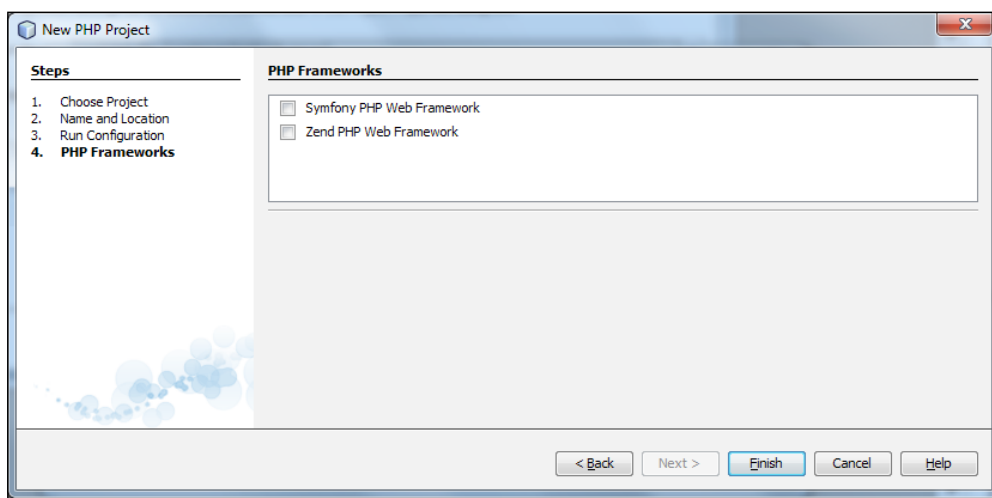 New PHP Project
Steps
1. Choose Project
2. Name and Location
3. Run Configuration
4. PHP Frameworks
PHP Frameworks
Symfony PHP Web Framework
Zend PHP Web Framework
< Back
Next >
Finish
Cancel
Help